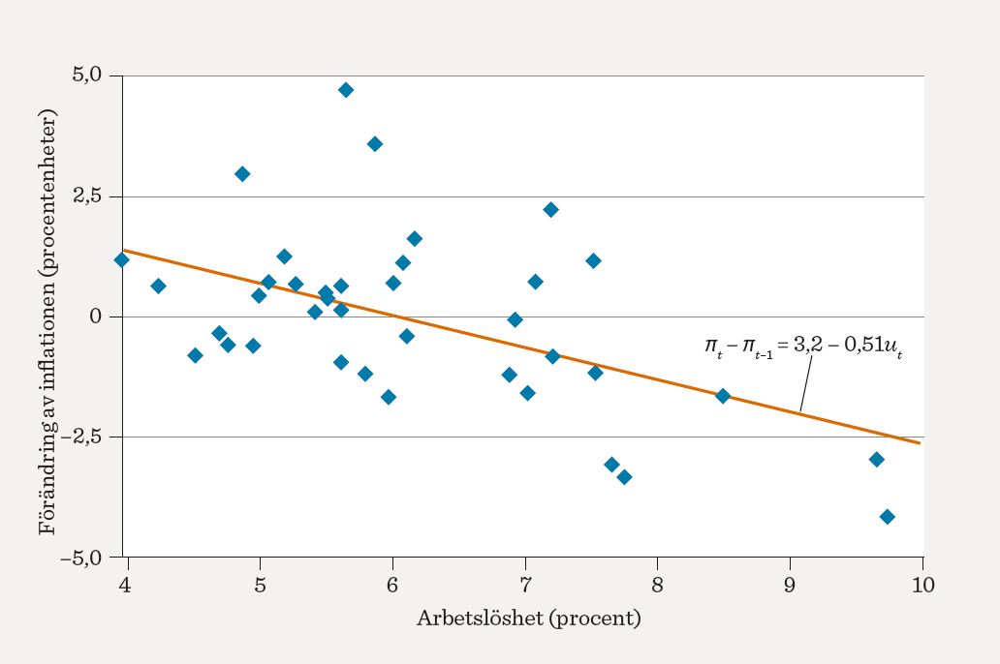 5,0
2,5
0
−2,5
−5,0
Förändring av inflationen (procentenheter)
π_t – π_t–1 = 3,2 – 0,51u_t
4 5 6 7 8 9 10
Arbetslöshet (procent)